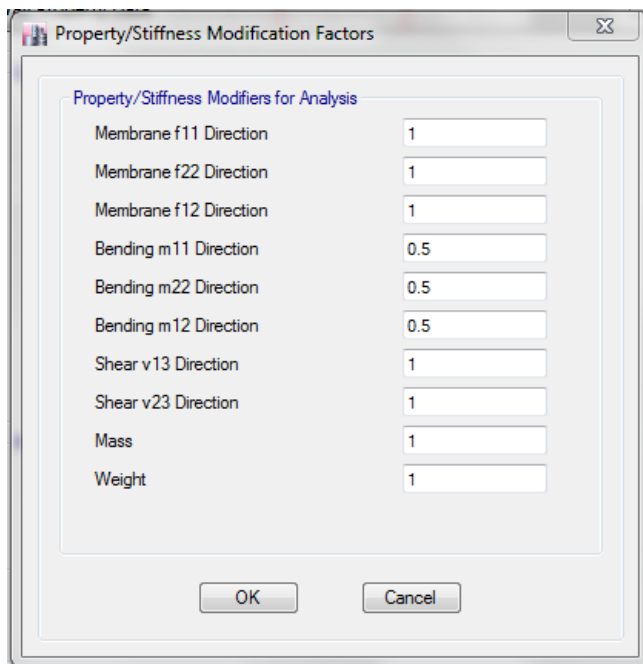 Property/Stiffness Modification Factors
Property/Stiffness Modifiers for Analysis
Membrane f11 Direction 1
Membrane f22 Direction 1
Membrane f12 Direction 1
Bending m11 Direction 0.5
Bending m22 Direction 0.5
Bending m12 Direction 0.5
Shear v13 Direction 1
Shear v23 Direction 1
Mass 1
Weight 1
OK Cancel